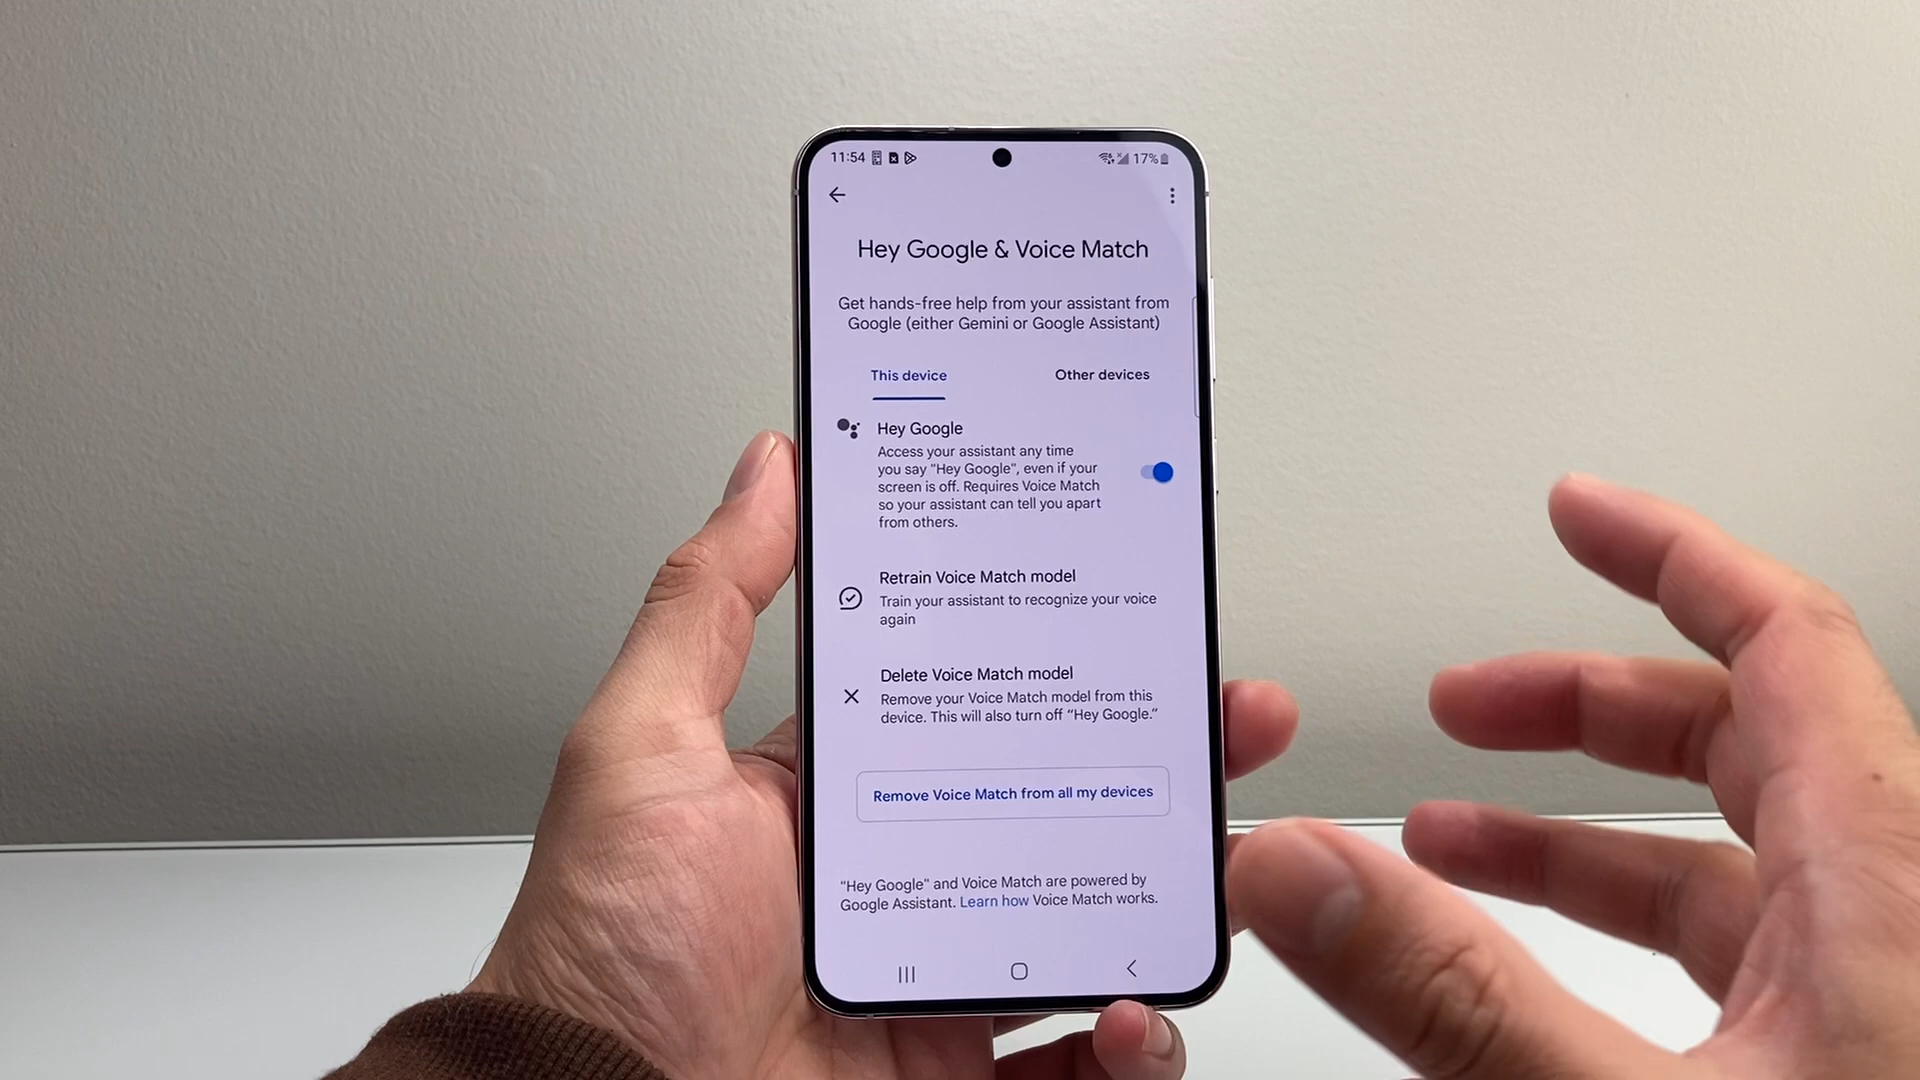 11:54
17%
Hey Google & Voice Match
Get hands-free help from your assistant from
Google (either Gemini or Google Assistant)
This device
Other devices
Hey Google
Access your assistant any time
you say "Hey Google", even if your
screen is off. Requires Voice Match
so your assistant can tell you apart
from others.
Retrain Voice Match model
Train your assistant to recognize your voice
again
Delete Voice Match model
Remove your Voice Match model from this
device. This will also turn off “Hey Google.”
Remove Voice Match from all my devices
"Hey Google" and Voice Match are powered by
Google Assistant. Learn how Voice Match works.